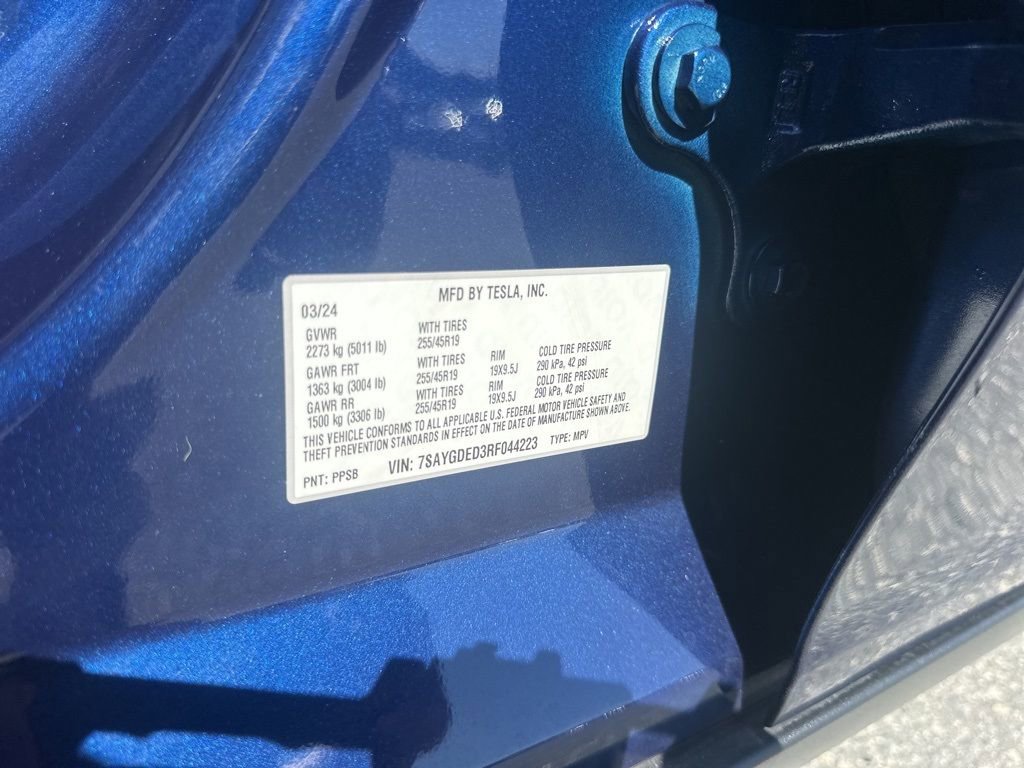 MFD BY TESLA, INC.
03/24
GVWR WITH TIRES
2273 kg (5011 lb) 255/45R19
GAWR FRT WITH TIRES RIM COLD TIRE PRESSURE
1363 kg (3004 lb) 255/45R19 19X9.5J 290 kPa, 42 psi
GAWR RR WITH TIRES RIM COLD TIRE PRESSURE
1500 kg (3306 lb) 255/45R19 19X9.5J 290 kPa, 42 psi
THIS VEHICLE CONFORMS TO ALL APPLICABLE U.S. FEDERAL MOTOR VEHICLE SAFETY AND
THEFT PREVENTION STANDARDS IN EFFECT ON THE DATE OF MANUFACTURE SHOWN ABOVE.
PNT: PPSB VIN: 7SAYGDED3RF044223 TYPE: MPV